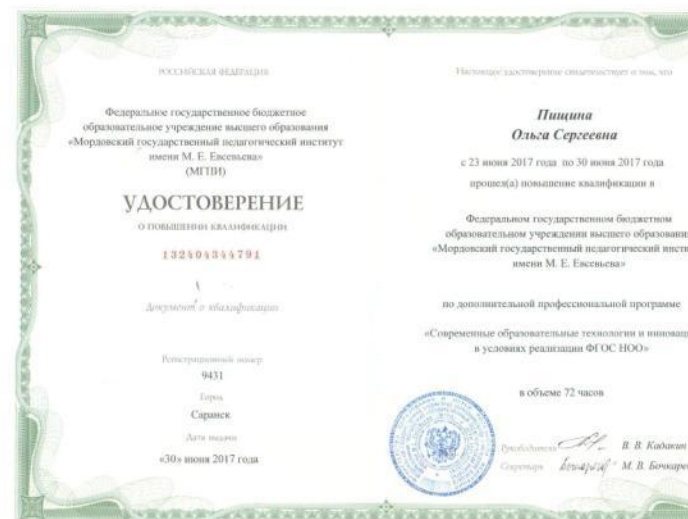 РОССИЙСКАЯ ФЕДЕРАЦИЯ
Федеральное государственное бюджетное
образовательное учреждение высшего образования
«Мордовский государственный педагогический институт
имени М. Е. Евсевьева»
(МГПИ)
УДОСТОВЕРЕНИЕ
О ПОВЫШЕНИИ КВАЛИФИКАЦИИ
132404344791
Документ о квалификации
Регистрационный номер
9431
Город
Саранск
Дата выдачи
«30» июня 2017 года
Настоящее удостоверение свидетельствует о том, что
Пищина
Ольга Сергеевна
с 23 июня 2017 года по 30 июня 2017 года
прошел(а) повышение квалификации в
Федеральном государственном бюджетном
образовательном учреждении высшего образования
«Мордовский государственный педагогический инсти
имени М. Е. Евсевьева»
по дополнительной профессиональной программе
«Современные образовательные технологии и инноваци
в условиях реализации ФГОС НОО»
в объеме 72 часов
Руководитель В. В. Кадакин
Секретарь М. В. Бочкарев